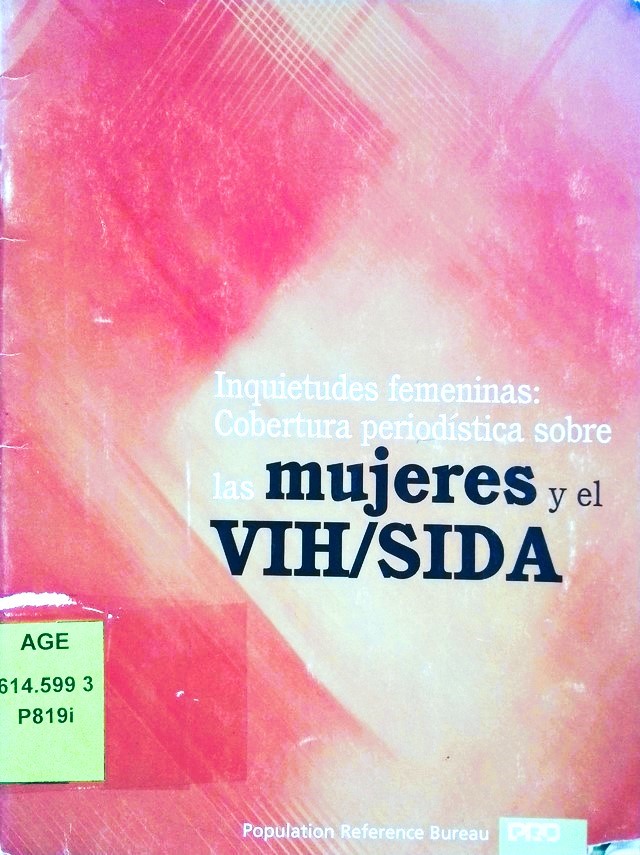 Inquietudes femeninas:
Cobertura periodística sobre
las mujeres y el
VIH/SIDA
AGE
614.599 3
P819i
Population Reference Bureau